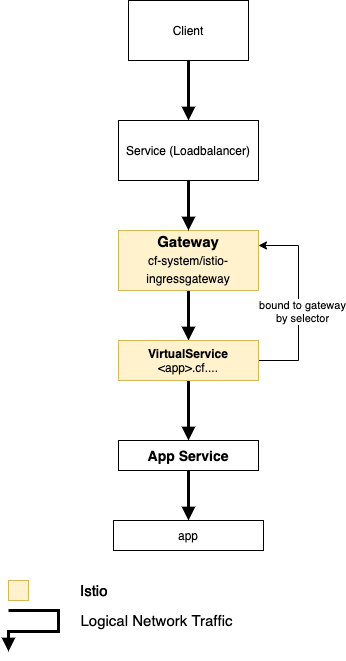 Client
Service (Loadbalancer)
Gateway
cf-system/istio-
ingressgateway
bound to gateway
by selector
VirtualService
<app>.cf....
App Service
app
Istio
Logical Network Traffic